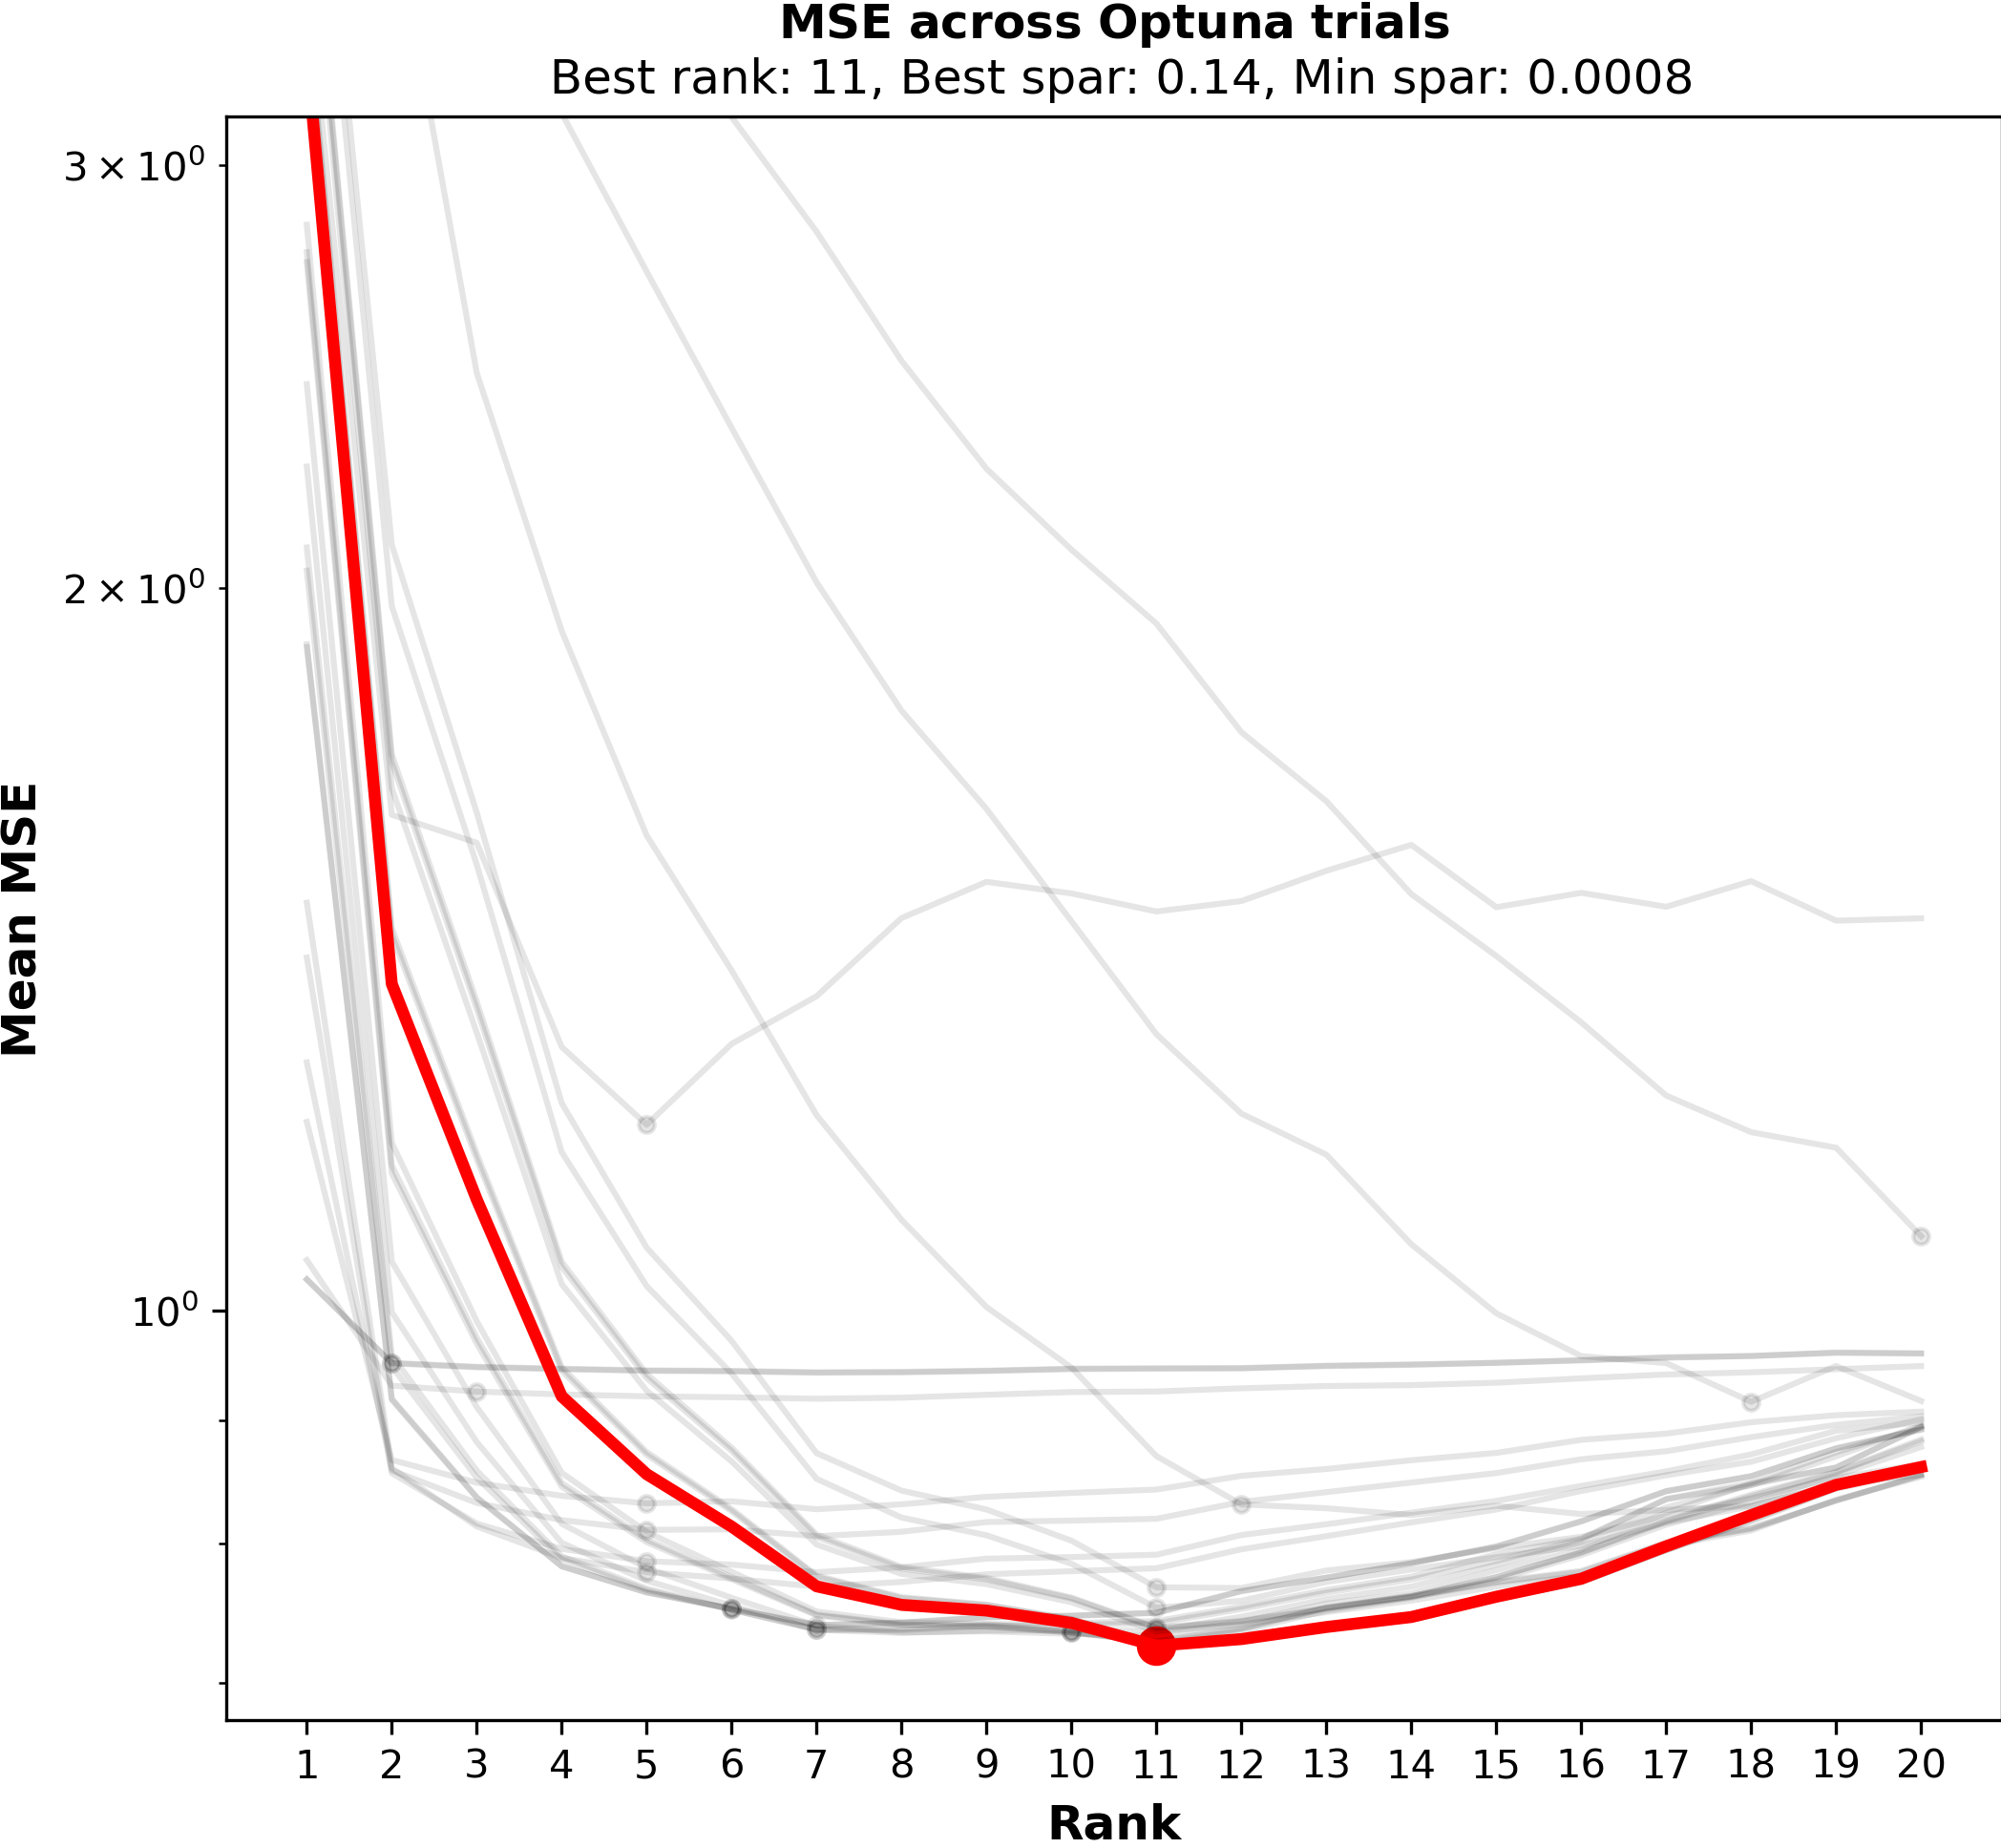 MSE across Optuna trials
Best rank: 11, Best spar: 0.14, Min spar: 0.0008
3 × 10⁰
2 × 10⁰
10⁰
Mean MSE
1 2 3 4 5 6 7 8 9 10 11 12 13 14 15 16 17 18 19 20
Rank